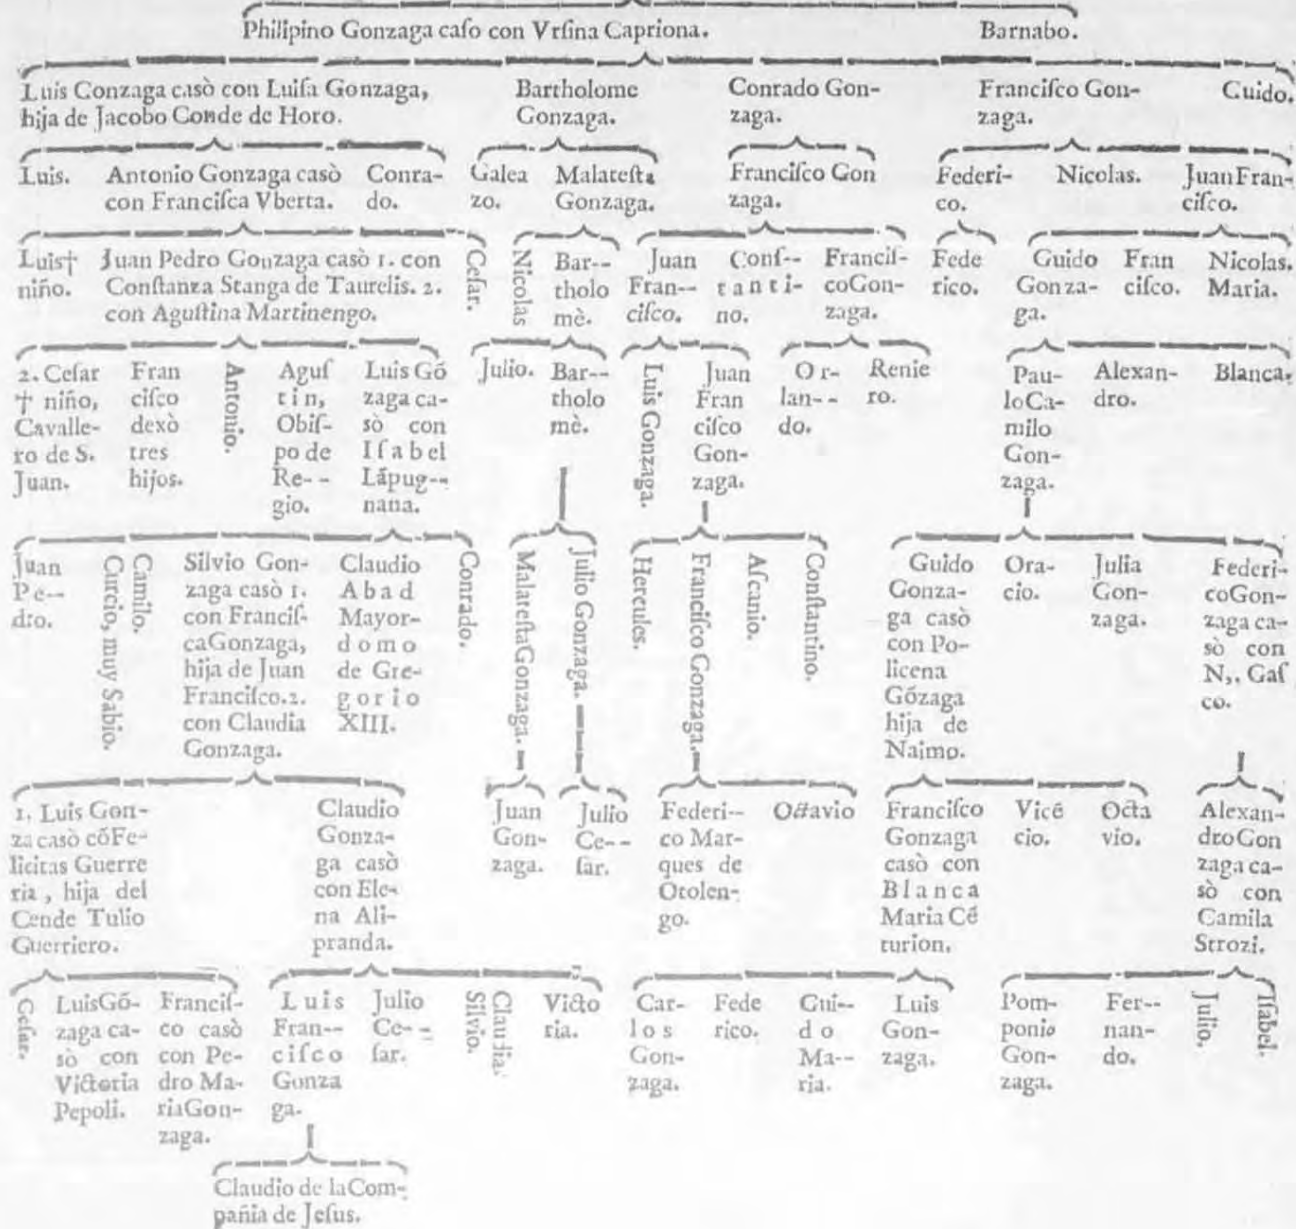 Philipino Gonzaga caſo con Vrſina Capriona.
Barnabo.
Luis Gonzaga casò con Luiſa Gonzaga,
hija de Jacobo Conde de Horo.
Bartholome
Gonzaga.
Conrado Gon-
zaga.
Franciſco Gon-
zaga.
Guido.
Luis.
Antonio Gonzaga casò
con Franciſca Vberta.
Conra-
do.
Galea
zo.
Malateſta
Gonzaga.
Franciſco Gon
zaga.
Federi-
co.
Nicolas.
JuanFran-
ciſco.
Luis†
niño.
Juan Pedro Gonzaga casò 1. con
Conſtanza Stanga de Taurelis. 2.
con Aguſtina Martinengo.
Ceſar.
Nicolas
Bar--
tholo
mè.
Juan
Fran--
ciſco.
Conſ--
tanti-
no.
Franciſ-
coGon-
zaga.
Fede
rico.
Guido
Gonza-
ga.
Fran
ciſco.
Nicolas.
Maria.
2. Ceſar
† niño,
Cavalle-
ro de S.
Juan.
Fran
ciſco
dexò
tres
hijos.
Antonio.
Aguſ
tin,
Obiſ-
po de
Re--
gio.
Luis Gó
zaga ca-
sò con
Iſabel
Lápug--
nana.
Julio.
Bar--
tholo
mè.
Luis Gonzaga.
Juan
Fran
ciſco
Gon-
zaga.
Or-
lan--
do.
Renie
ro.
Pau-
loCa-
milo
Gon-
zaga.
Alexan-
dro.
Blanca.
Juan
Pe--
dro.
Camilo.
Curcio, muy Sabio.
Silvio Gon-
zaga casò 1.
con Franciſ-
caGonzaga,
hija de Juan
Franciſco.2.
con Claudia
Gonzaga.
Claudio
Abad
Mayor-
domo
de Gre-
gorio
XIII.
Conrado.
MalateſtaGonzaga.
Julio Gonzaga.
Hercules.
Franciſco Gonzaga.
Aſcanio.
Conſtantino.
Guido
Gonza-
ga casò
con Po-
licena
Gózaga
hija de
Naimo.
Ora-
cio.
Julia
Gon-
zaga.
Federi-
coGon-
zaga ca-
sò con
N,. Gaſ
co.
1. Luis Gon-
za casò cóFe-
licitas Guerre
ria, hija del
Cende Tulio
Guerriero.
Claudio
Gonza-
ga casò
con Ele-
na Ali-
pranda.
Juan
Gon-
zaga.
Julio
Ce--
ſar.
Federi--
co Mar-
ques de
Otolen-
go.
Octavio
Franciſco
Gonzaga
casò con
Blanca
Maria Cé
turion.
Vicé
cio.
Octa
vio.
Alexan-
droGon
zaga ca-
sò con
Camila
Strozi.
Ceſar.
LuisGó-
zaga ca-
sò con
Victoria
Pepoli.
Franciſ-
co casò
con Pe-
dro Ma-
riaGon-
zaga.
Luis
Fran--
ciſco
Gonza
ga.
Julio
Ce--
ſar.
Claudia.
Silvio.
Victo
ria.
Car-
los
Gon-
zaga.
Fede
rico.
Gui--
do
Ma--
ria.
Luis
Gon-
zaga.
Pom-
ponio
Gon-
zaga.
Fer--
nan-
do.
Julio.
Iſabel.
Claudio de laCom-
pañia de Jeſus.